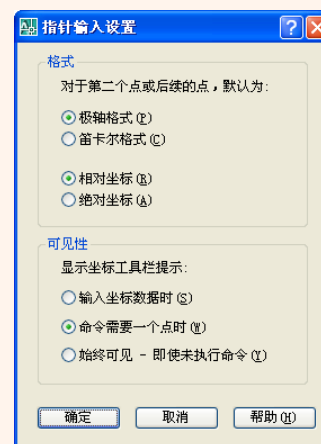 指针输入设置
格式
对于第二个点或后续的点，默认为:
极轴格式(P)
笛卡尔格式(C)
相对坐标(R)
绝对坐标(A)
可见性
显示坐标工具栏提示:
输入坐标数据时(S)
命令需要一个点时(W)
始终可见 - 即使未执行命令(Y)
确定 取消 帮助(H)